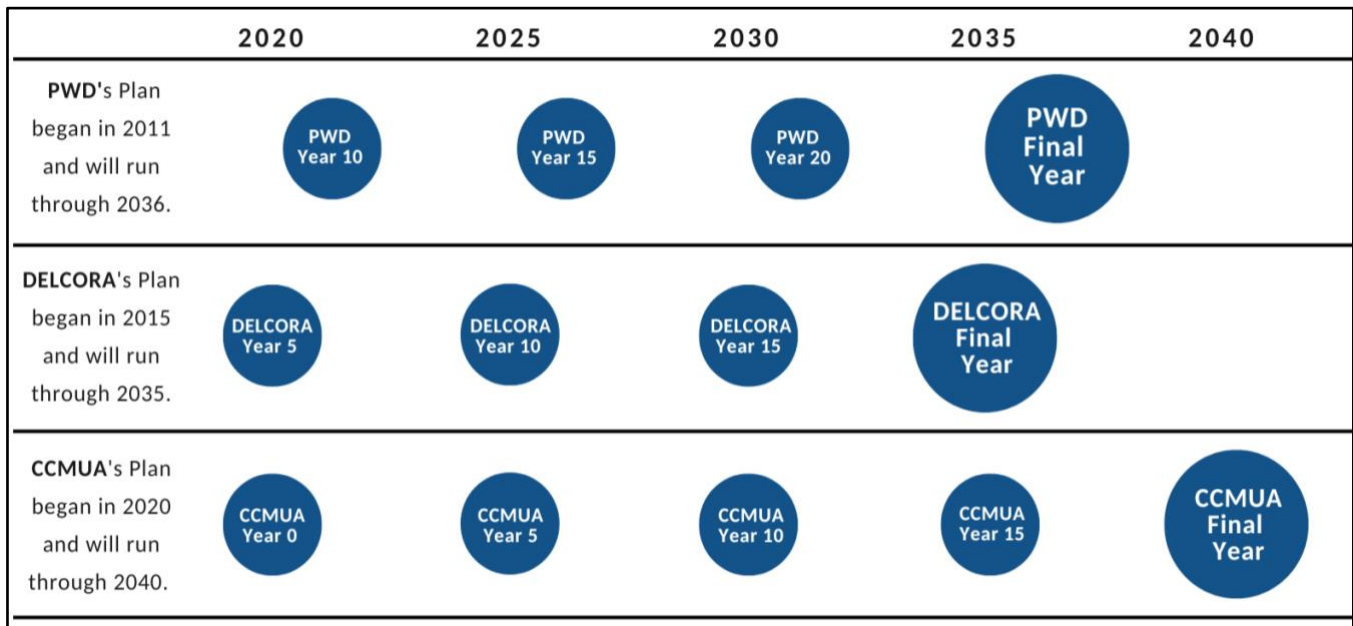 2020 2025 2030 2035 2040
PWD's Plan
began in 2011
and will run
through 2036.
PWD
Year 10
PWD
Year 15
PWD
Year 20
PWD
Final
Year
DELCORA's Plan
began in 2015
and will run
through 2035.
DELCORA
Year 5
DELCORA
Year 10
DELCORA
Year 15
DELCORA
Final
Year
CCMUA's Plan
began in 2020
and will run
through 2040.
CCMUA
Year 0
CCMUA
Year 5
CCMUA
Year 10
CCMUA
Year 15
CCMUA
Final
Year